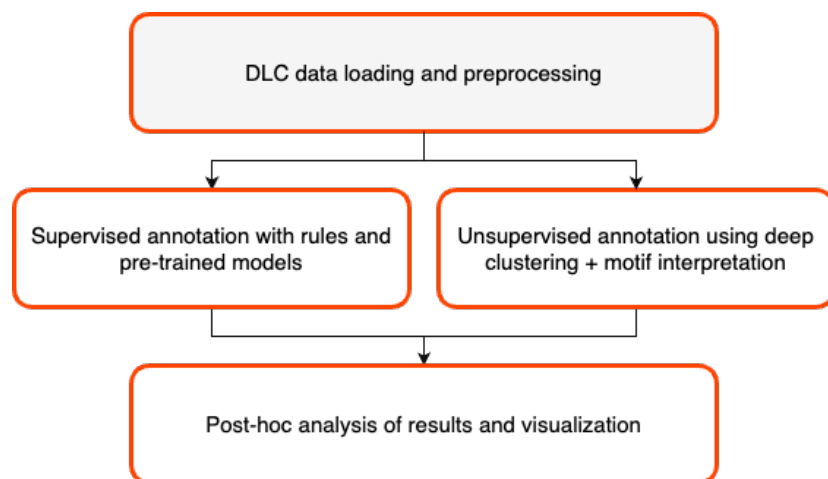 DLC data loading and preprocessing
Supervised annotation with rules and
pre-trained models
Unsupervised annotation using deep
clustering + motif interpretation
Post-hoc analysis of results and visualization